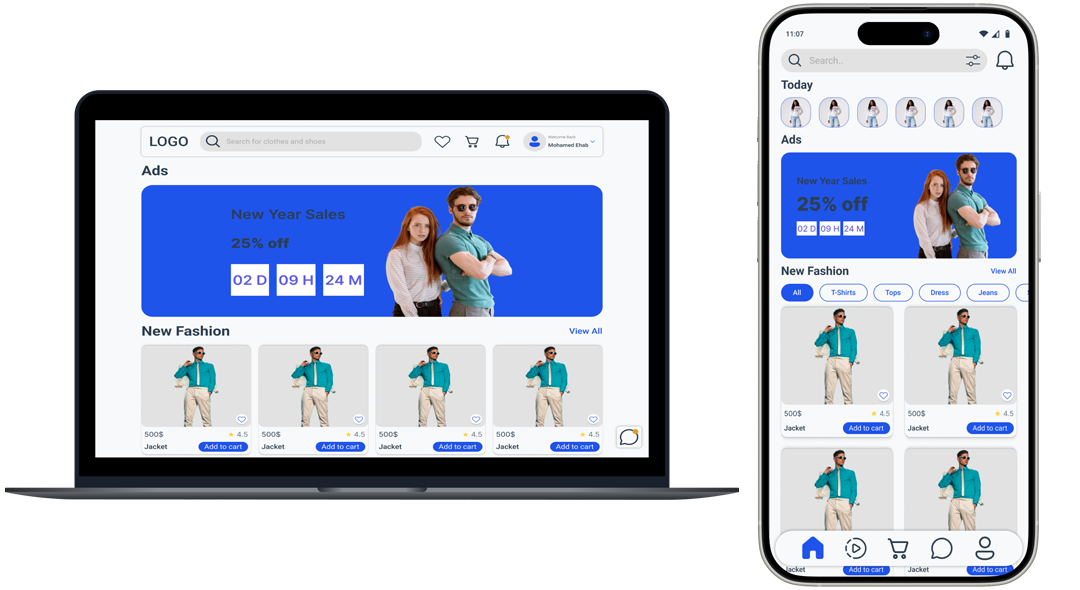 LOGO Search for clothes and shoes Welcome Back
Mohamed Ehab
Ads
New Year Sales
25% off
02 D 09 H 24 M
New Fashion View All
500$ 4.5 500$ 4.5 500$ 4.5 500$ 4.5
Jacket Add to cart Jacket Add to cart Jacket Add to cart Jacket Add to cart
11:07
Search..
Today
Ads
New Year Sales
25% off
02 D 09 H 24 M
New Fashion View All
All T-Shirts Tops Dress Jeans
500$ 4.5 500$ 4.5
Jacket Add to cart Jacket Add to cart
Jacket Add to cart Jacket Add to cart